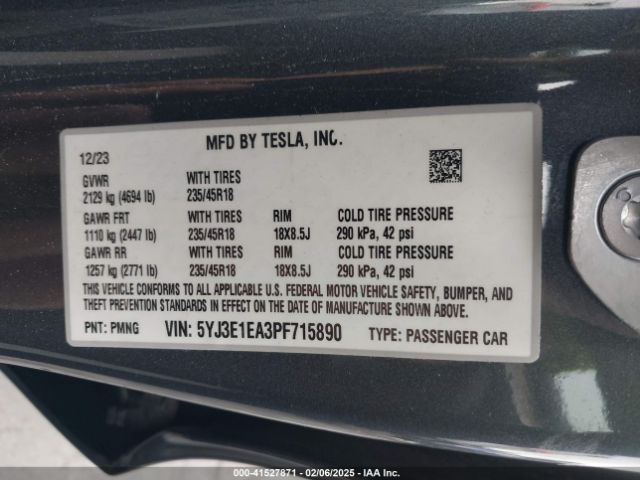 MFD BY TESLA, INC.
12/23
GVWR WITH TIRES
2129 kg (4694 lb) 235/45R18
GAWR FRT WITH TIRES RIM COLD TIRE PRESSURE
1110 kg (2447 lb) 235/45R18 18X8.5J 290 kPa, 42 psi
GAWR RR WITH TIRES RIM COLD TIRE PRESSURE
1257 kg (2771 lb) 235/45R18 18X8.5J 290 kPa, 42 psi
THIS VEHICLE CONFORMS TO ALL APPLICABLE U.S. FEDERAL MOTOR VEHICLE SAFETY, BUMPER, AND
THEFT PREVENTION STANDARDS IN EFFECT ON THE DATE OF MANUFACTURE SHOWN ABOVE.
PNT: PMNG VIN: 5YJ3E1EA3PF715890 TYPE: PASSENGER CAR
000-41527871 - 02/06/2025 - IAA Inc.